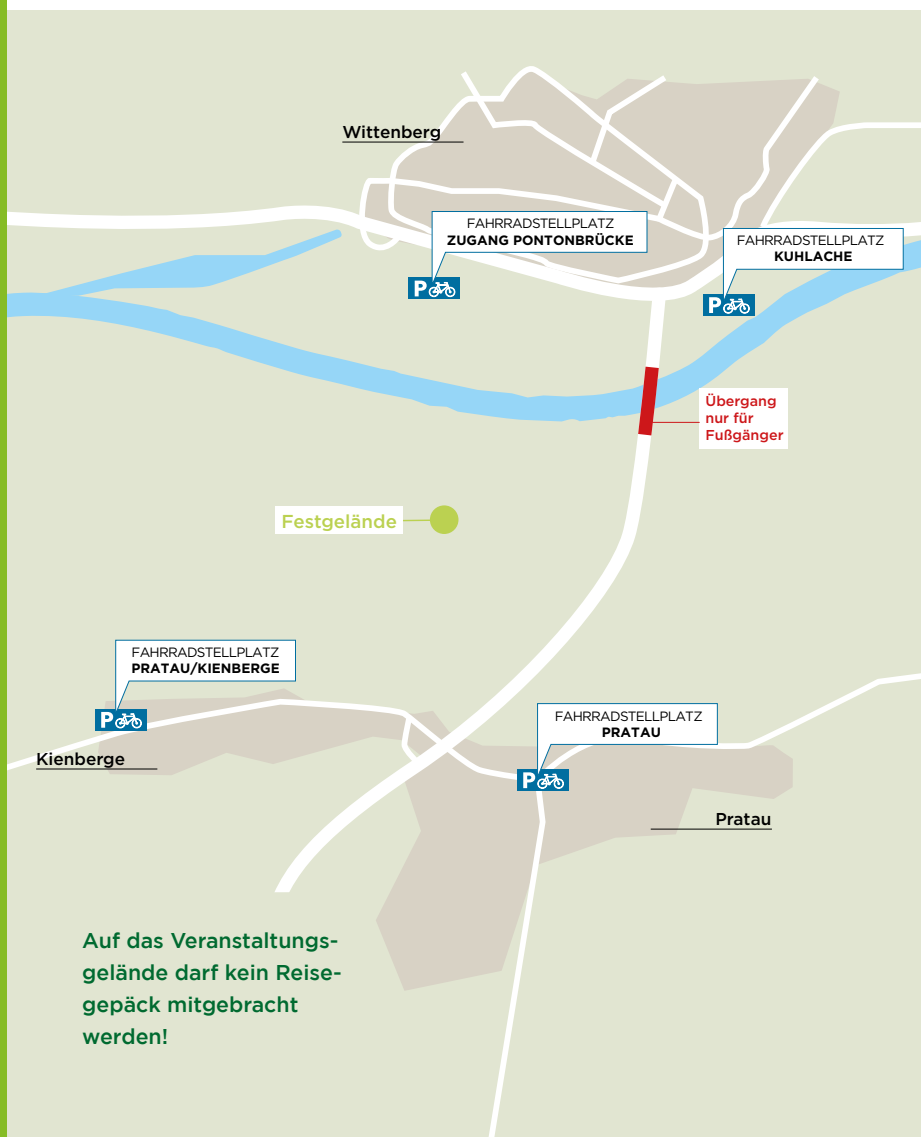 Wittenberg
FAHRRADSTELLPLATZ
ZUGANG PONTONBRÜCKE
FAHRRADSTELLPLATZ
KUHLACHE
P
P
Übergang
nur für
Fußgänger
Festgelände
FAHRRADSTELLPLATZ
PRATAU/KIENBERGE
P
Kienberge
FAHRRADSTELLPLATZ
PRATAU
P
Pratau
Auf das Veranstaltungs-
gelände darf kein Reise-
gepäck mitgebracht
werden!